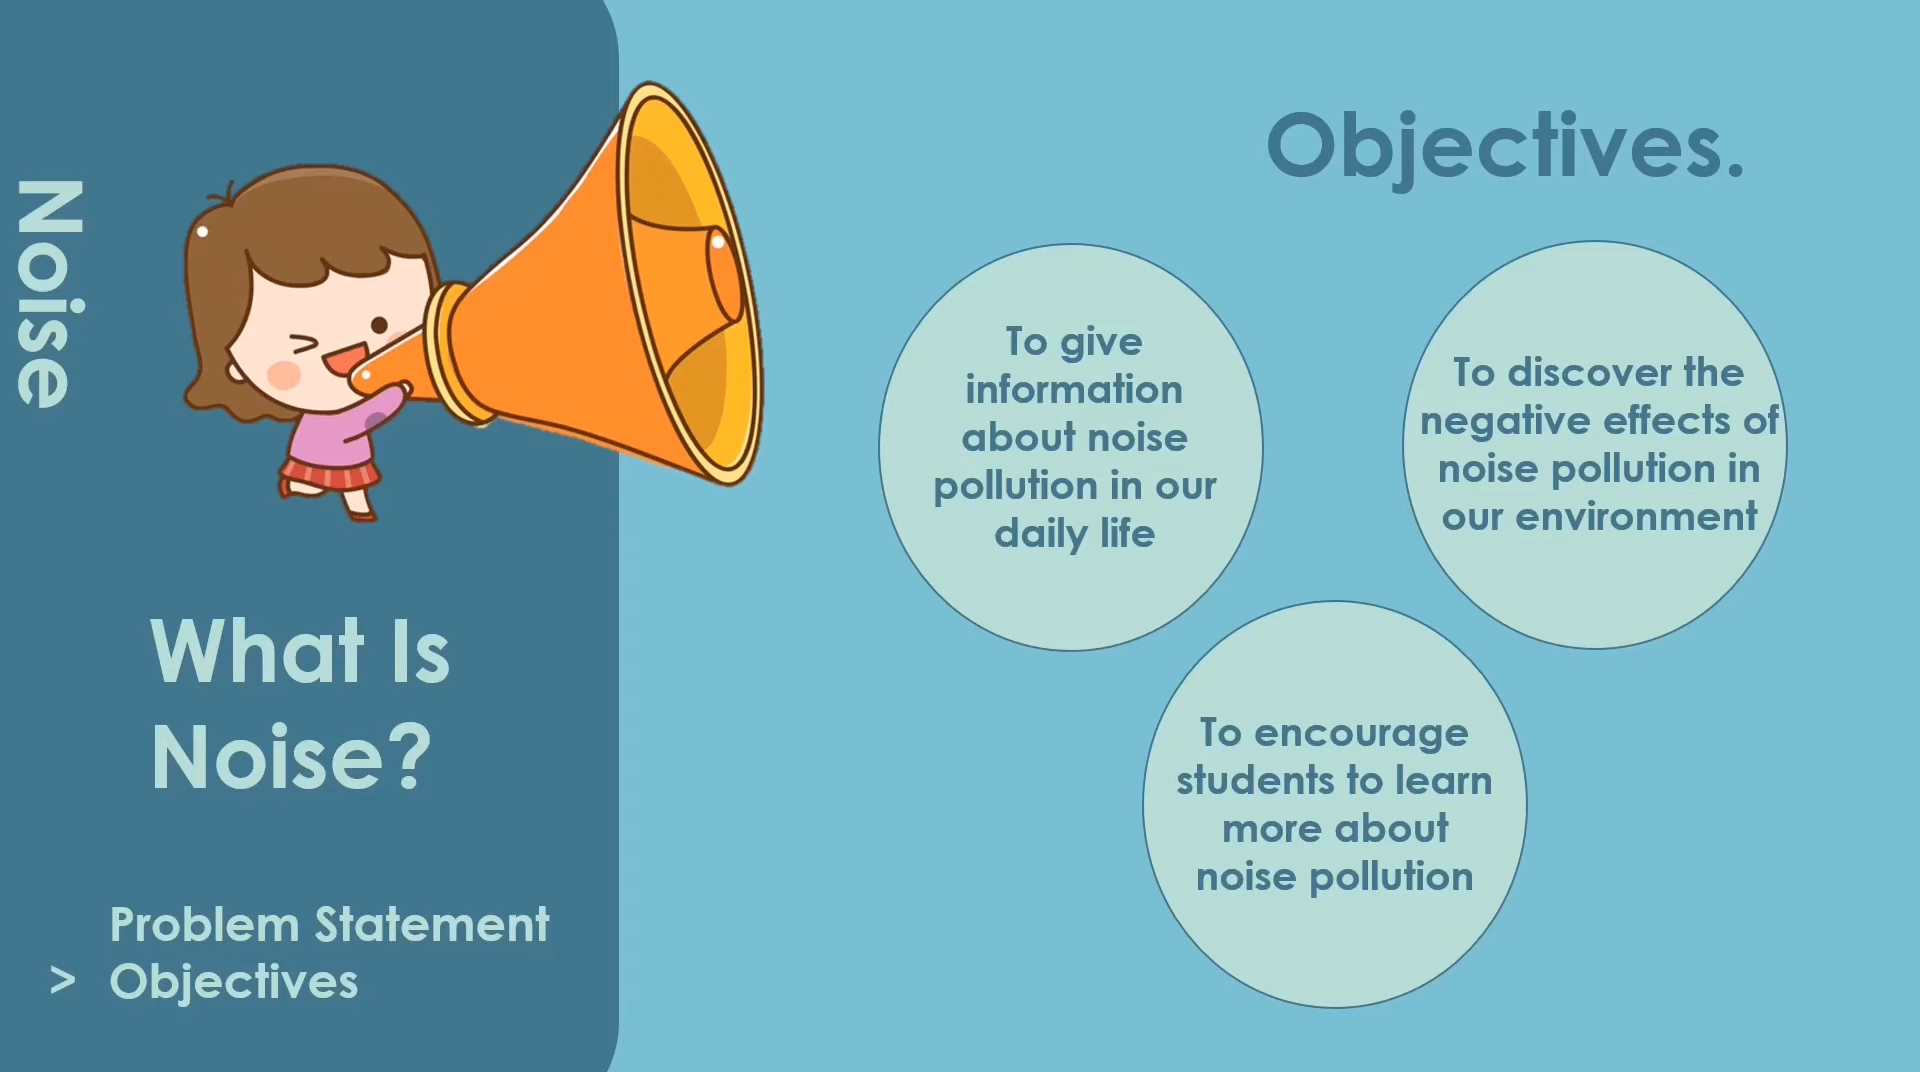 Noise
What Is
Noise?
Problem Statement
> Objectives
Objectives.
To give
information
about noise
pollution in our
daily life
To discover the
negative effects of
noise pollution in
our environment
To encourage
students to learn
more about
noise pollution